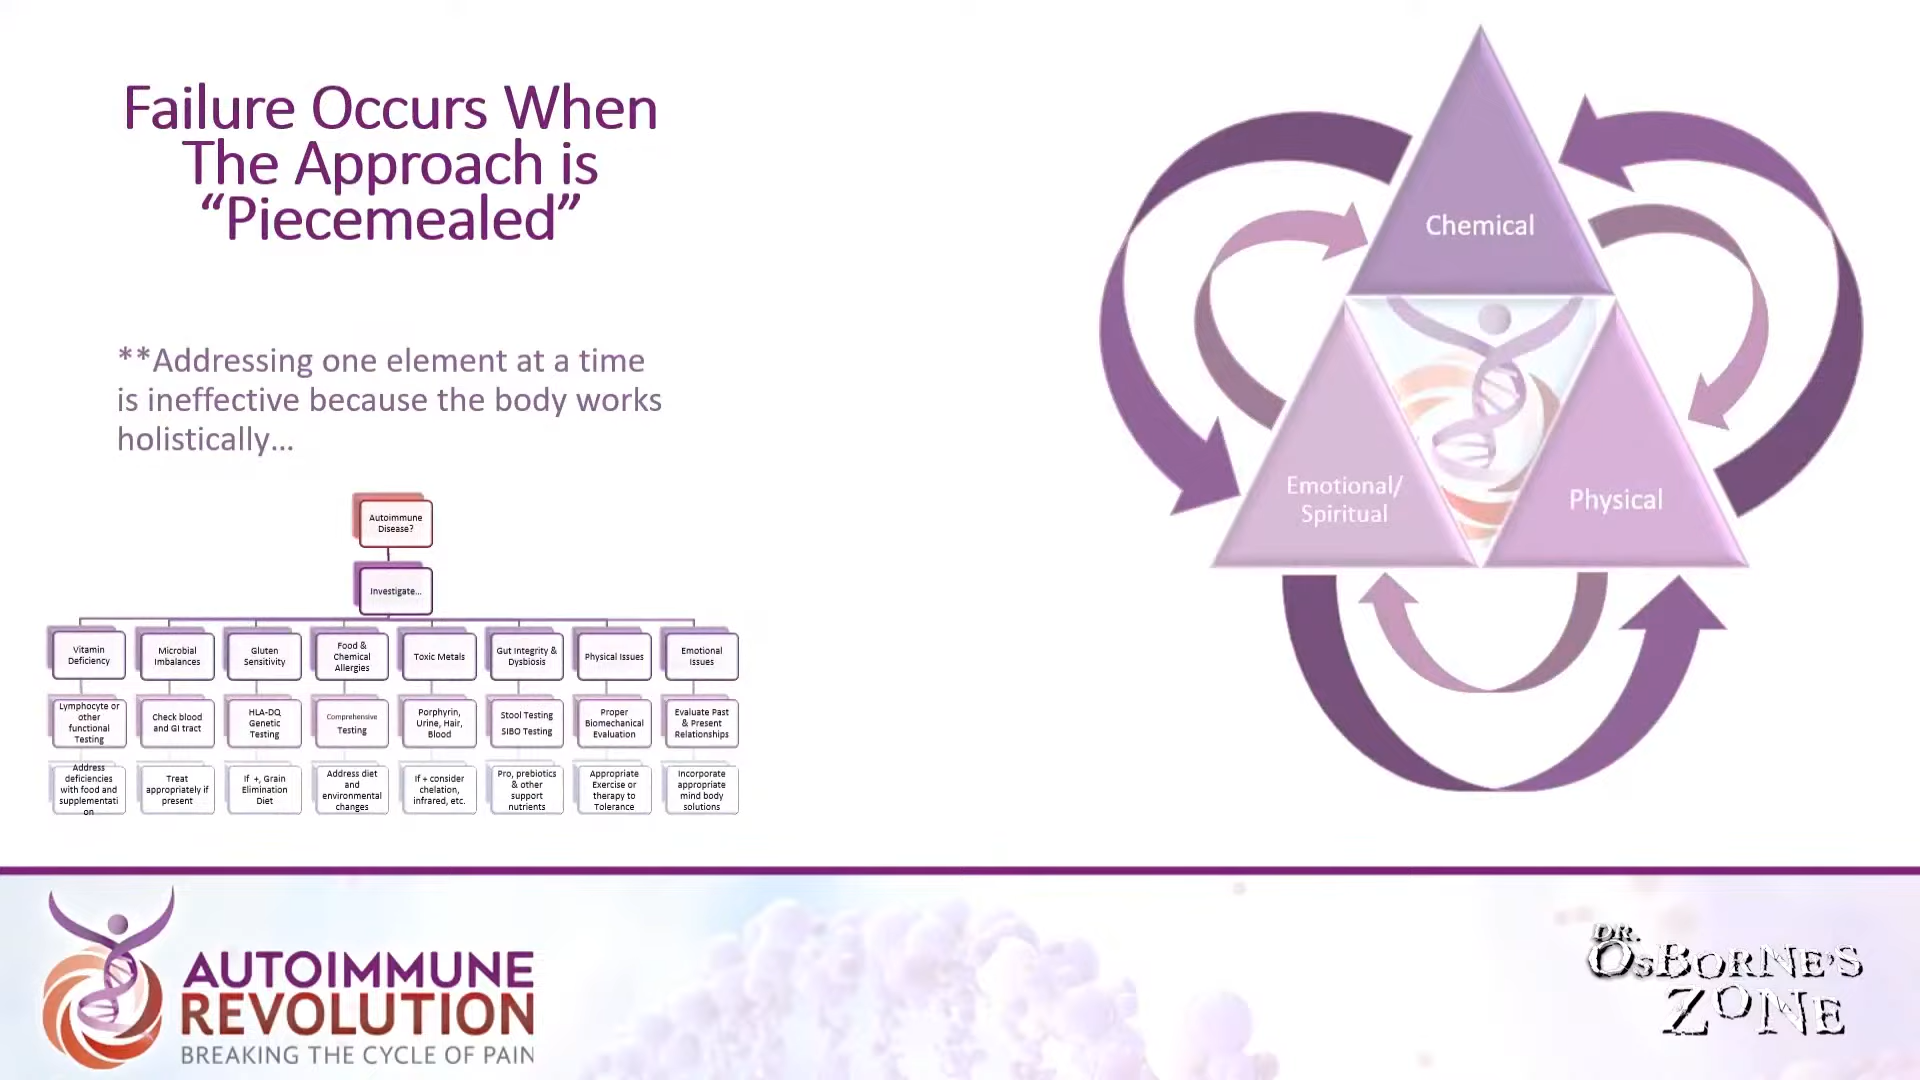 Failure Occurs When
The Approach is
“Piecemealed”
**Addressing one element at a time
is ineffective because the body works
holistically...
Autoimmune
Disease?
Investigate...
Vitamin
Deficiency
Microbial
Imbalances
Gluten
Sensitivity
Food &
Chemical
Allergies
Toxic Metals
Gut Integrity &
Dysbiosis
Physical Issues
Emotional
Issues
Lymphocyte or
other
functional
Testing
Check blood
and GI tract
HLA-DQ
Genetic
Testing
Comprehensive
Testing
Porphyrin,
Urine, Hair,
Blood
Stool Testing
SIBO Testing
Proper
Biomechanical
Evaluation
Evaluate Past
& Present
Relationships
Address
deficiencies
with food and
supplementati
on
Treat
appropriately if
present
If +, Grain
Elimination
Diet
Address diet
and
environmental
changes
If + consider
chelation,
infrared, etc.
Pro, prebiotics
& other
support
nutrients
Appropriate
Exercise or
therapy to
Tolerance
Incorporate
appropriate
mind body
solutions
Chemical
Emotional/
Spiritual
Physical
AUTOIMMUNE
REVOLUTION
BREAKING THE CYCLE OF PAIN
DR.
OSBORNE'S
ZONE